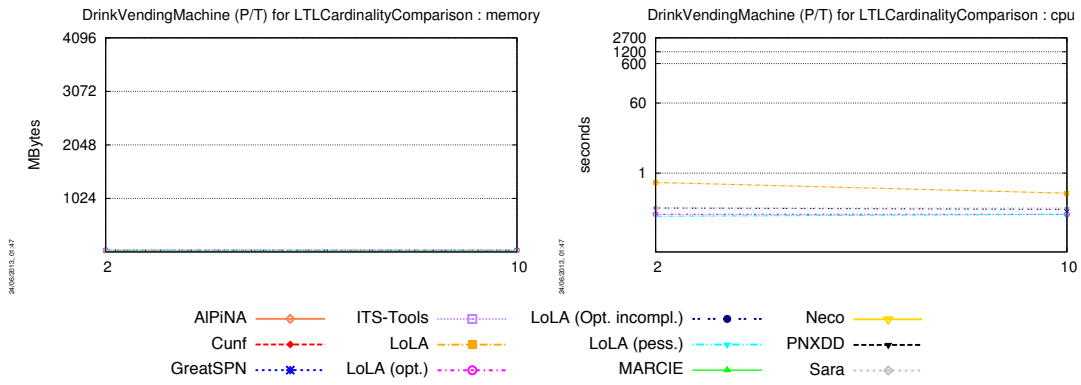 DrinkVendingMachine (P/T) for LTLCardinalityComparison : memory
4096
3072
2048
1024
MBytes
2
10
24/06/2013, 01:47
DrinkVendingMachine (P/T) for LTLCardinalityComparison : cpu
2700
1200
600
60
1
seconds
2
10
24/06/2013, 01:47
AlPiNA
Cunf
GreatSPN
ITS-Tools
LoLA
LoLA (opt.)
LoLA (Opt. incompl.)
LoLA (pess.)
MARCIE
Neco
PNXDD
Sara